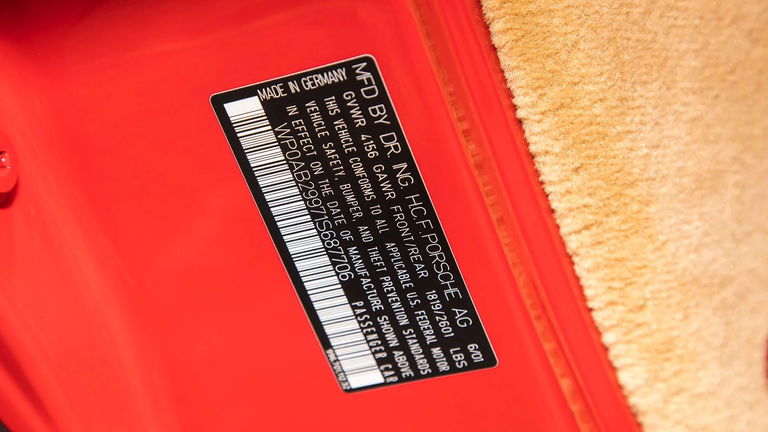 MFD BY DR. ING. HC.F. PORSCHE AG 6/01
GVWR 4156 GAWR FRONT/REAR 1819/2601 LBS
THIS VEHICLE CONFORMS TO ALL APPLICABLE U.S. FEDERAL MOTOR
VEHICLE SAFETY, BUMPER, AND THEFT PREVENTION STANDARDS
IN EFFECT ON THE DATE OF MANUFACTURE SHOWN ABOVE
WP0AB29971S687706 PASSENGER CAR
MADE IN GERMANY